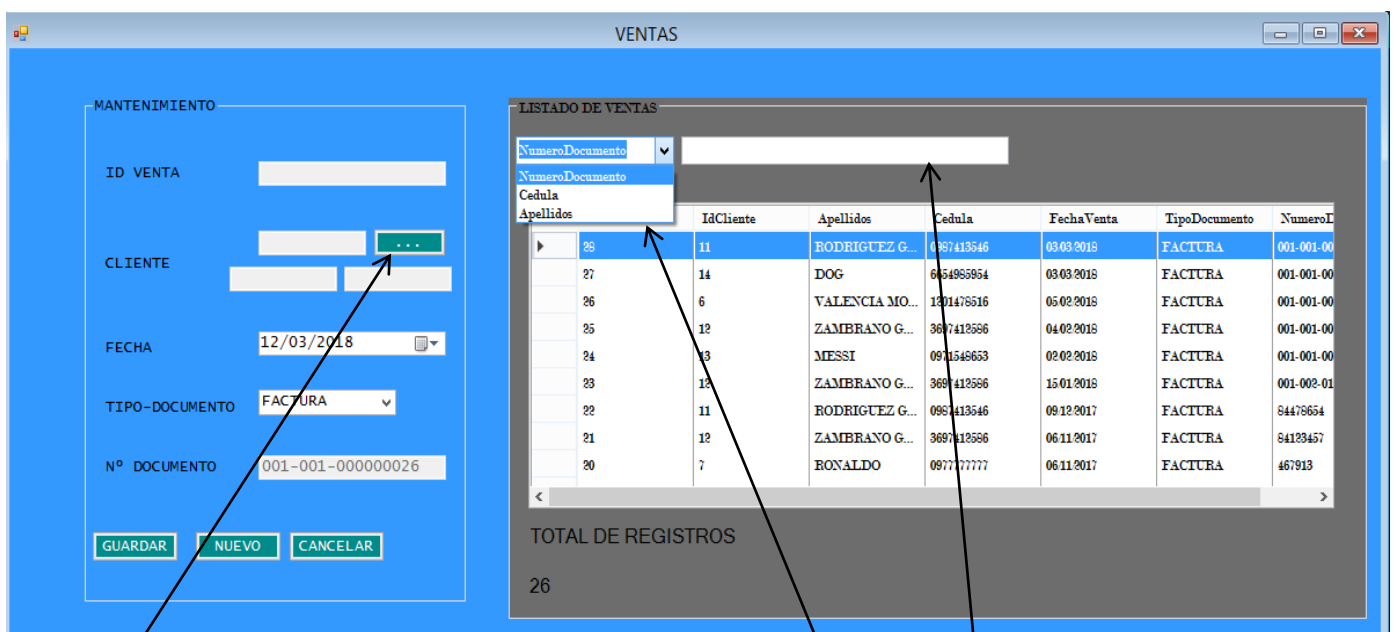 VENTAS
MANTENIMIENTO
ID VENTA
CLIENTE
...
FECHA
12/03/2018
TIPO-DOCUMENTO
FACTURA
Nº DOCUMENTO
001-001-000000026
GUARDAR NUEVO CANCELAR
LISTADO DE VENTAS
NumeroDocumento
NumeroDocumento
Cedula
Apellidos
IdCliente Apellidos Cedula FechaVenta TipoDocumento NumeroD
28 11 RODRIGUEZ G... 0987413546 03/03/2018 FACTURA 001-001-00
27 14 DOG 6654985954 03/03/2018 FACTURA 001-001-00
26 6 VALENCIA MO... 1201478516 05/02/2018 FACTURA 001-001-00
25 12 ZAMBRANO G... 3697412586 04/02/2018 FACTURA 001-001-00
24 13 MESSI 0971548653 02/02/2018 FACTURA 001-001-00
23 12 ZAMBRANO G... 3697412586 15/01/2018 FACTURA 001-002-01
22 11 RODRIGUEZ G... 0987413546 09/12/2017 FACTURA 84478654
21 12 ZAMBRANO G... 3697412586 06/11/2017 FACTURA 84123457
20 7 RONALDO 0977777777 06/11/2017 FACTURA 467913
TOTAL DE REGISTROS
26